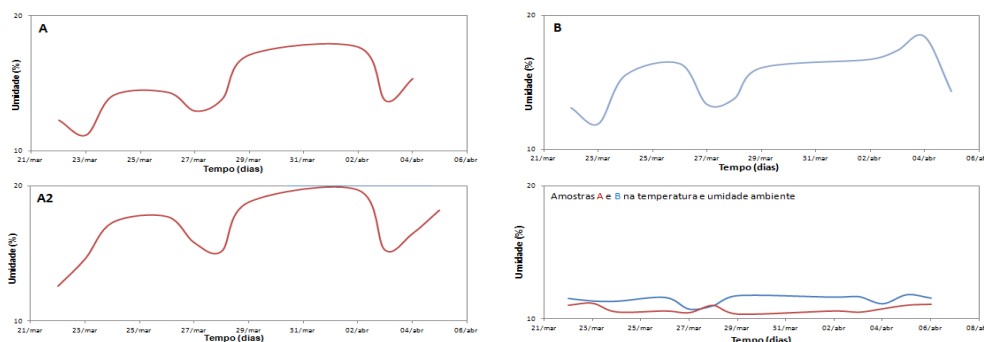 A
20
10
Umidade (%)
21/mar 23/mar 25/mar 27/mar 29/mar 31/mar 02/abr 04/abr 06/abr
Tempo (dias)
B
20
10
Umidade (%)
21/mar 23/mar 25/mar 27/mar 29/mar 31/mar 02/abr 04/abr 06/abr 08/abr
Tempo (dias)
A2
20
10
Umidade (%)
21/mar 23/mar 25/mar 27/mar 29/mar 31/mar 02/abr 04/abr 06/abr
Tempo (dias)
Amostras A e B na temperatura e umidade ambiente
20
10
Umidade (%)
21/mar 23/mar 25/mar 27/mar 29/mar 31/mar 02/abr 04/abr 06/abr 08/abr
Tempo (dias)